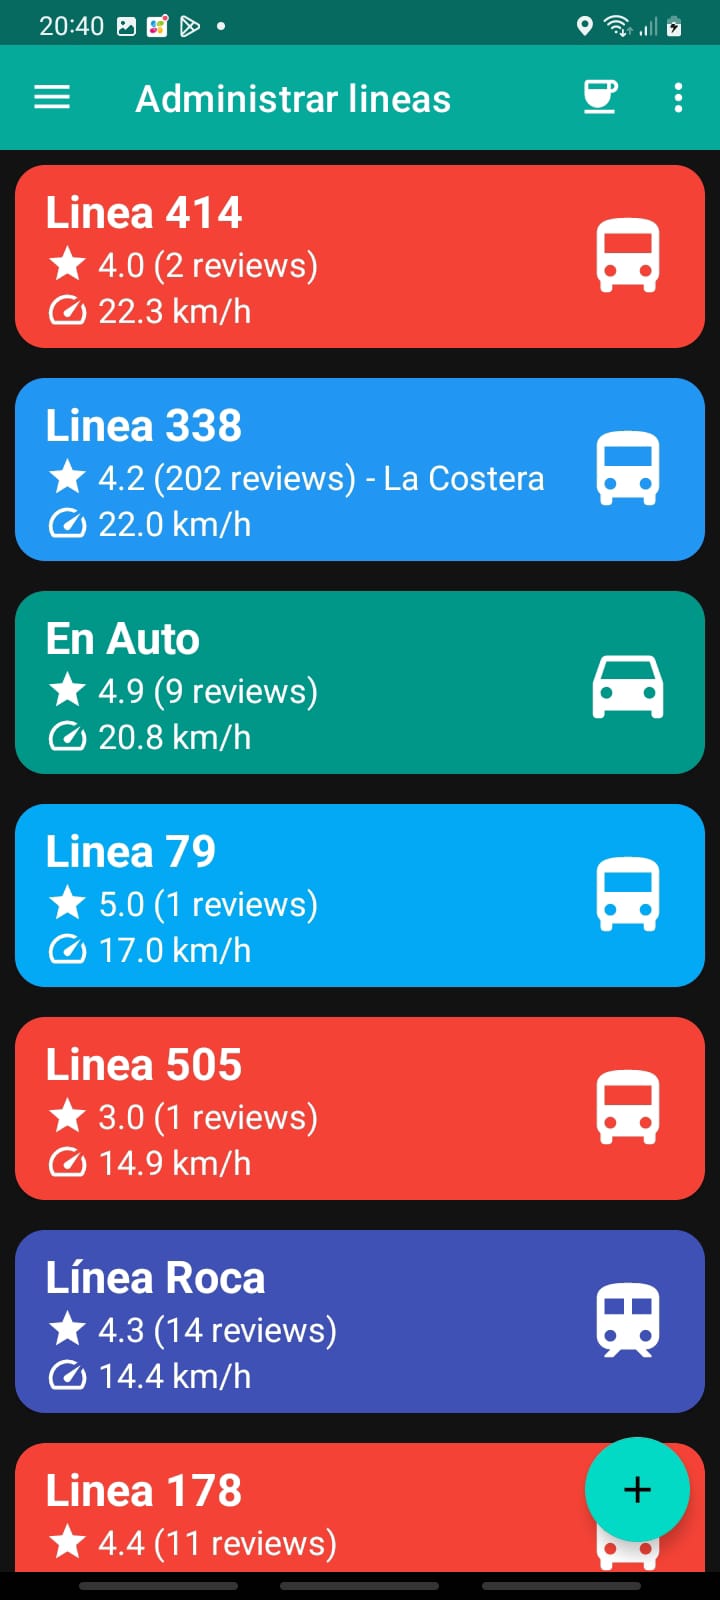 20:40
Administrar lineas
Linea 414
4.0 (2 reviews)
22.3 km/h
Linea 338
4.2 (202 reviews) - La Costera
22.0 km/h
En Auto
4.9 (9 reviews)
20.8 km/h
Linea 79
5.0 (1 reviews)
17.0 km/h
Linea 505
3.0 (1 reviews)
14.9 km/h
Línea Roca
4.3 (14 reviews)
14.4 km/h
Linea 178
4.4 (11 reviews)
+